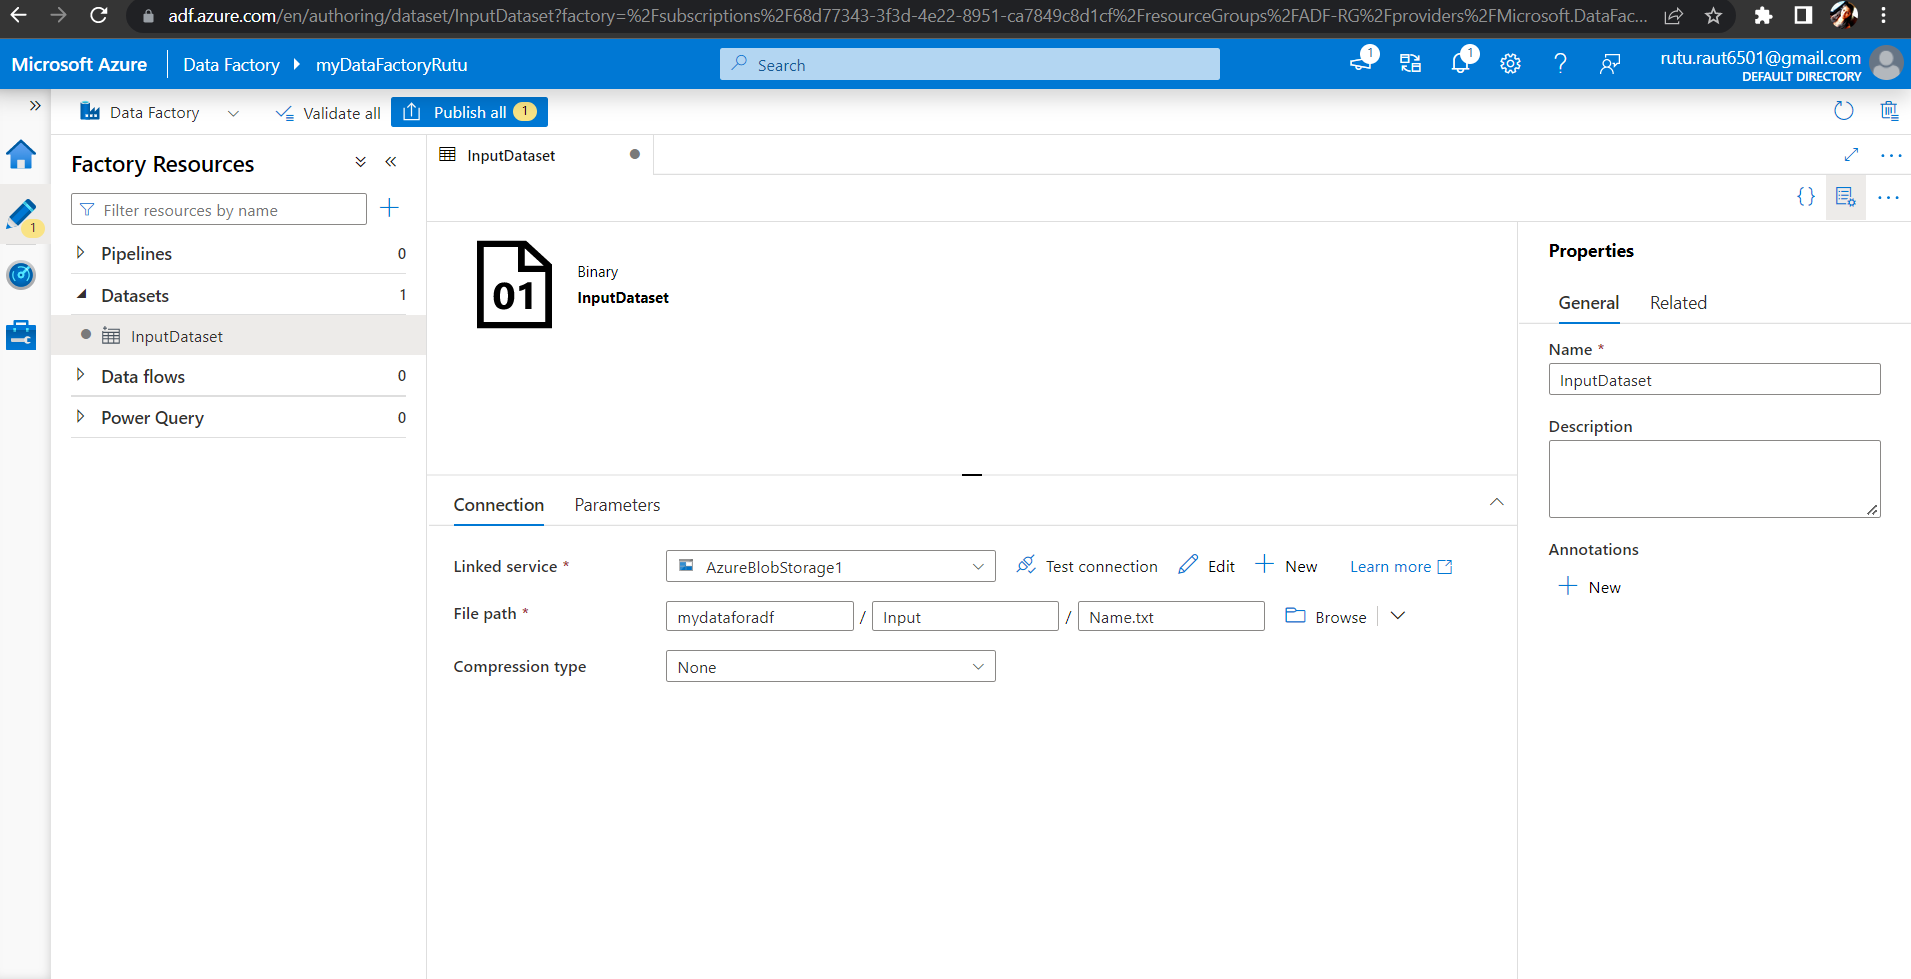 adf.azure.com/en/authoring/dataset/InputDataset?factory=%2Fsubscriptions%2F68d77343-3f3d-4e22-8951-ca7849c8d1cf%2FresourceGroups%2FADF-RG%2Fproviders%2FMicrosoft.DataFac...
Microsoft Azure
Data Factory
myDataFactoryRutu
Search
1
1
rutu.raut6501@gmail.com
DEFAULT DIRECTORY
Data Factory
Validate all
Publish all 1
Factory Resources
Filter resources by name
1
Pipelines 0
Datasets 1
InputDataset
Data flows 0
Power Query 0
InputDataset
{}
01
Binary
InputDataset
Connection
Parameters
Linked service *
AzureBlobStorage1
Test connection
Edit
New
Learn more
File path *
mydataforadf / Input / Name.txt
Browse
Compression type
None
Properties
General
Related
Name *
InputDataset
Description
Annotations
New